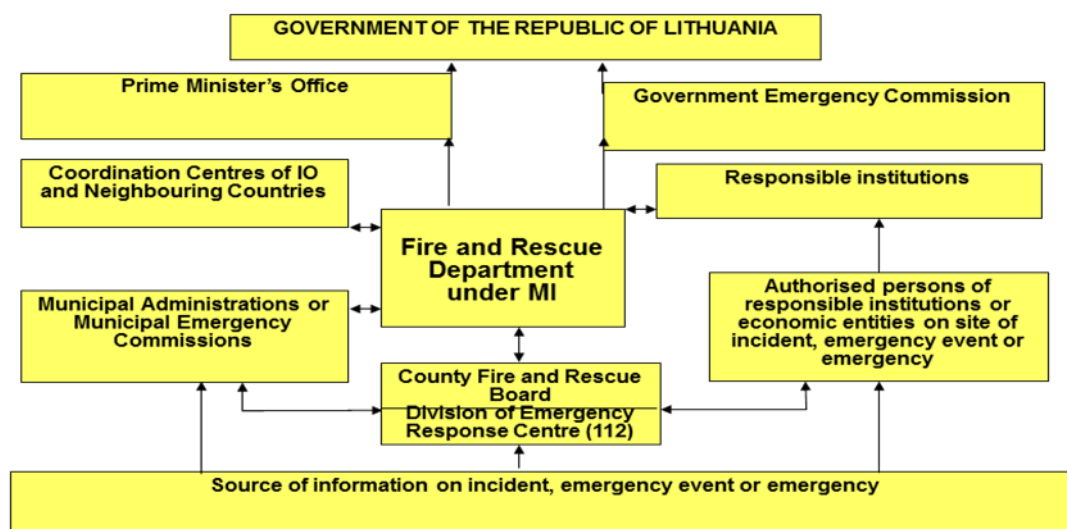 GOVERNMENT OF THE REPUBLIC OF LITHUANIA
Prime Minister's Office
Government Emergency Commission
Coordination Centres of IO
and Neighbouring Countries
Responsible institutions
Fire and Rescue
Department
under MI
Municipal Administrations or
Municipal Emergency
Commissions
Authorised persons of
responsible institutions or
economic entities on site of
incident, emergency event or
emergency
County Fire and Rescue
Board
Division of Emergency
Response Centre (112)
Source of information on incident, emergency event or emergency